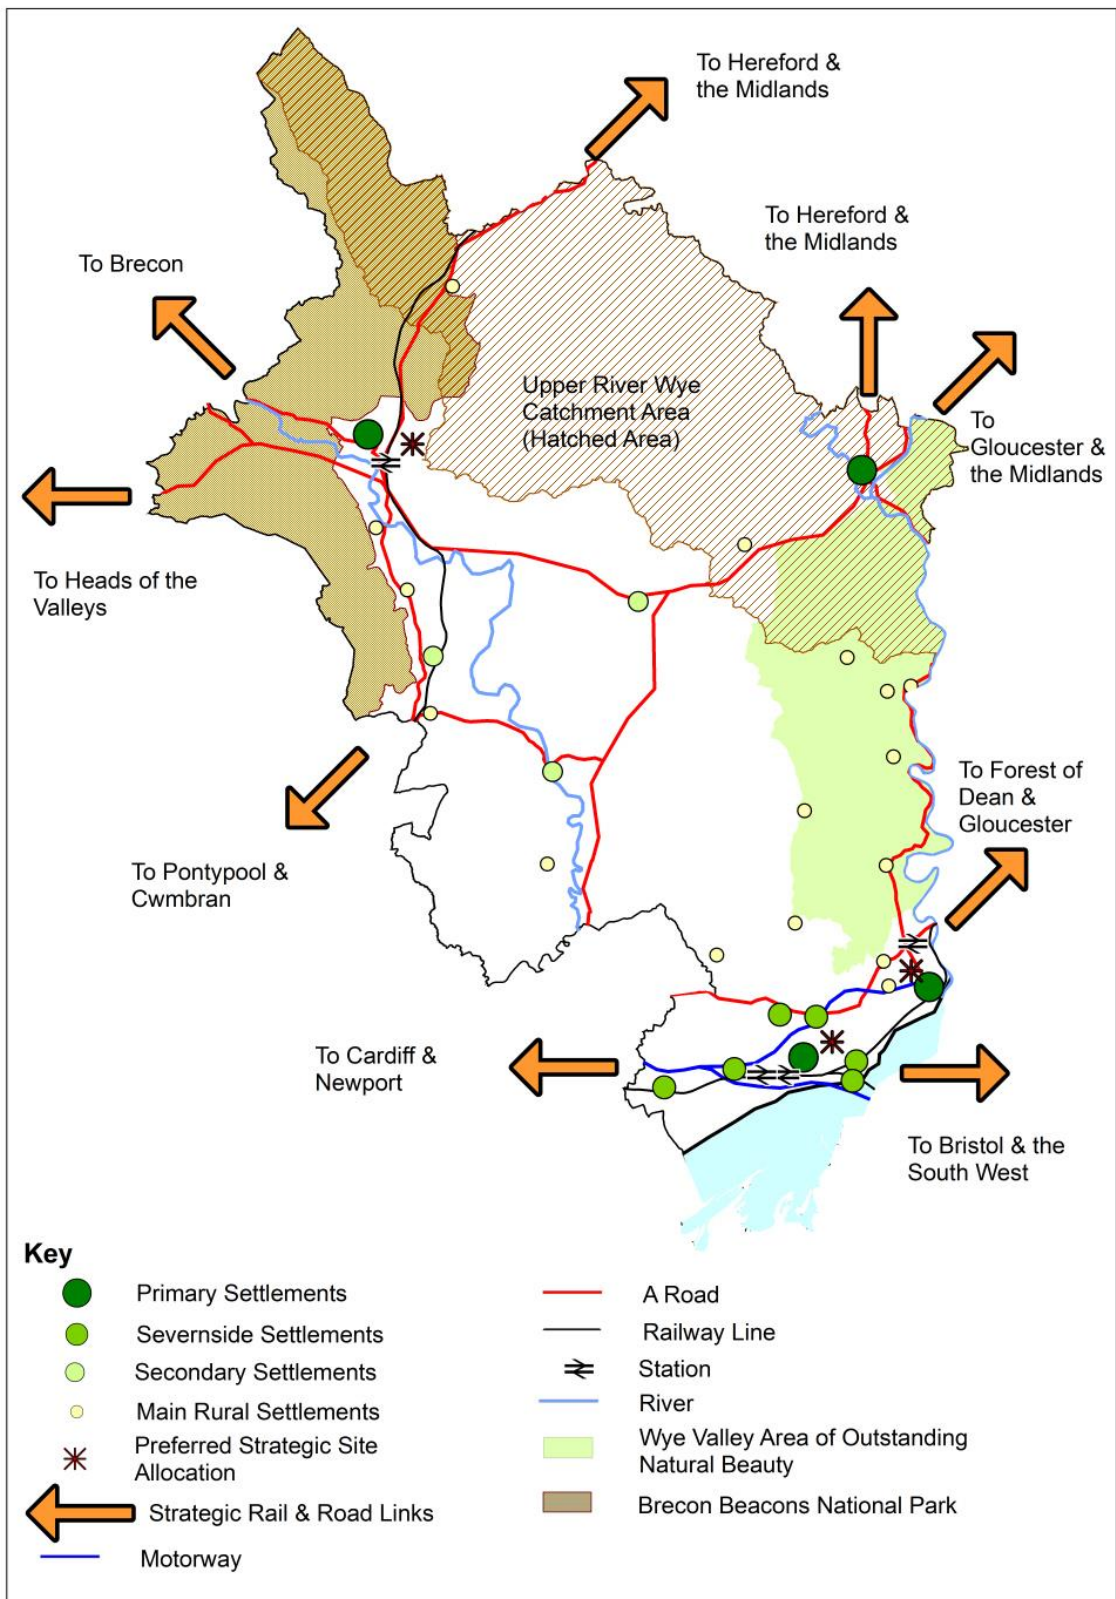 To Hereford &
the Midlands
To Hereford &
the Midlands
To Brecon
Upper River Wye
Catchment Area
(Hatched Area)
To
Gloucester &
the Midlands
To Heads of the
Valleys
To Forest of
Dean &
Gloucester
To Pontypool &
Cwmbran
To Cardiff &
Newport
To Bristol & the
South West
Key
Primary Settlements
Severnside Settlements
Secondary Settlements
Main Rural Settlements
Preferred Strategic Site
Allocation
Strategic Rail & Road Links
Motorway
A Road
Railway Line
Station
River
Wye Valley Area of Outstanding
Natural Beauty
Brecon Beacons National Park